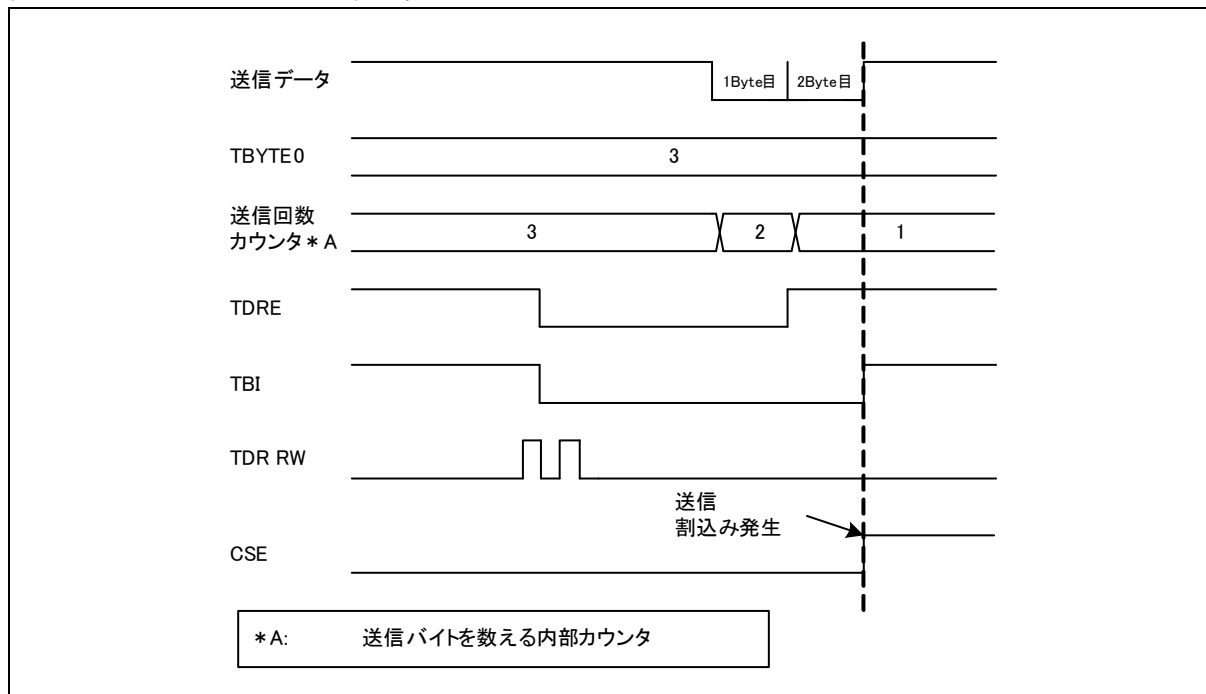 送信データ
1Byte目 2Byte目
TBYTE0
3
送信回数
カウンタ*A
3 2 1
TDRE
TBI
TDR RW
送信
割込み発生
CSE
*A: 送信バイトを数える内部カウンタ